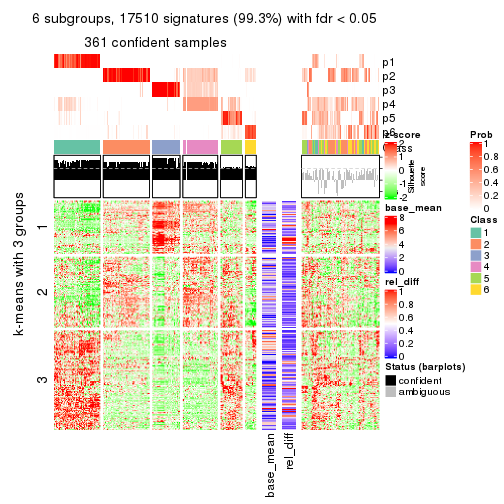 6 subgroups, 17510 signatures (99.3%) with fdr < 0.05
361 confident samples
p1
p2
p3
p4
p5
p6
z-score
2
1
0
-1
-2
Class
Silhouette
score
Prob
1
0.8
0.6
0.4
0.2
0
base_mean
8
6
4
2
0
Class
1
2
3
4
5
6
rel_diff
1
0.8
0.6
0.4
0.2
0
Status (barplots)
confident
ambiguous
k-means with 3 groups
1
2
3
base_mean
rel_diff